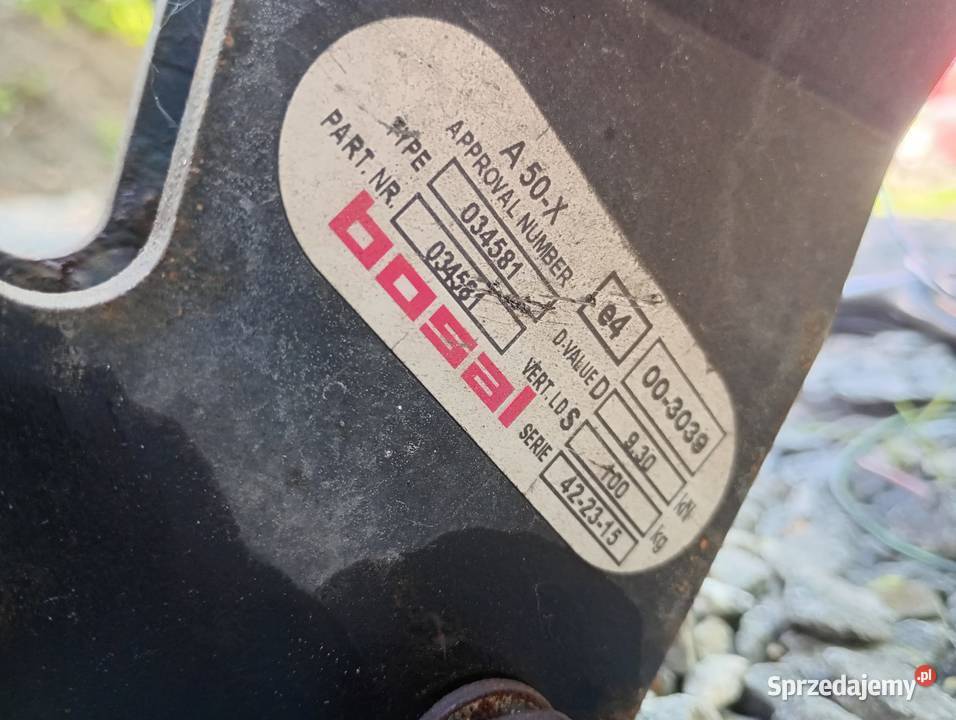 A 50-X
APPROVAL NUMBER e4 00-3039
TYPE 034581 D.VALUE D 9.30 kN
PART. NR. 034581 VERT. LD. S 100 kg
bosal SERIE 42-23-15
Sprzedajemy.pl